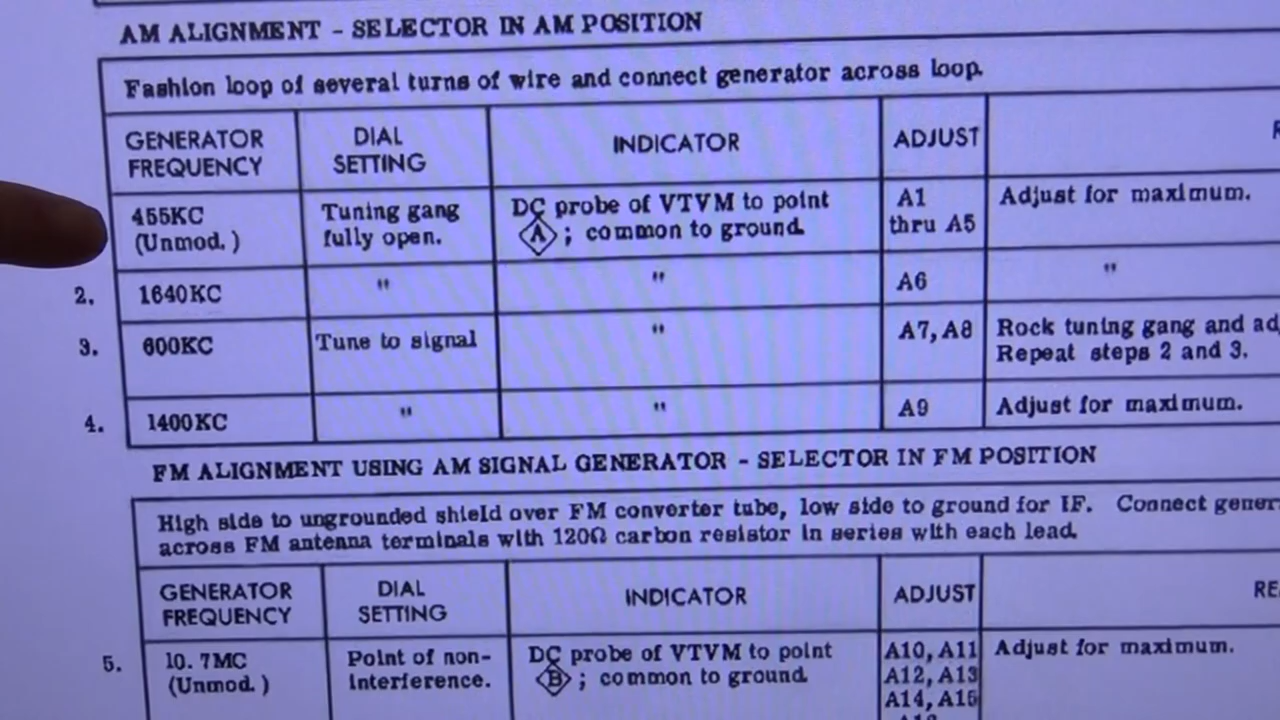 AM ALIGNMENT - SELECTOR IN AM POSITION
Fashion loop of several turns of wire and connect generator across loop.
GENERATOR FREQUENCY DIAL SETTING INDICATOR ADJUST
455KC (Unmod.) Tuning gang fully open. DC probe of VTVM to point A ; common to ground. A1 thru A5 Adjust for maximum.
2. 1640KC " " A6 "
3. 600KC Tune to signal " A7, A8 Rock tuning gang and
Repeat steps 2 and 3.
4. 1400KC " " A9 Adjust for maximum.
FM ALIGNMENT USING AM SIGNAL GENERATOR - SELECTOR IN FM POSITION
High side to ungrounded shield over FM converter tube, low side to ground for IF. Connect
across FM antenna terminals with 120Ω carbon resistor in series with each lead.
GENERATOR FREQUENCY DIAL SETTING INDICATOR ADJUST
5. 10.7MC (Unmod.) Point of non-interference. DC probe of VTVM to point B ; common to ground. A10, A11 A12, A13 A14, A15 Adjust for maximum.